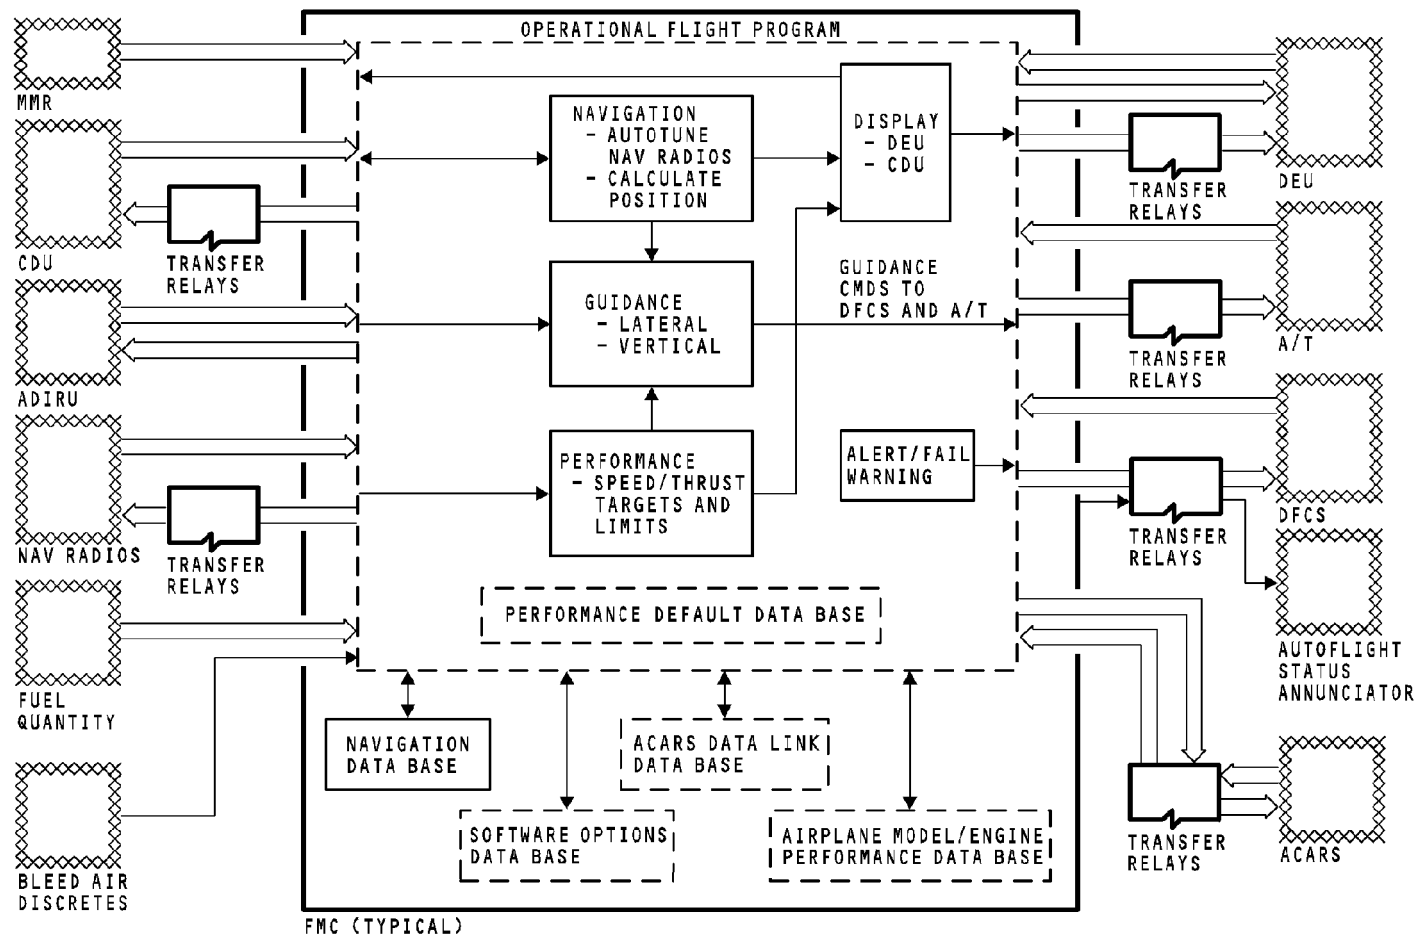 OPERATIONAL FLIGHT PROGRAM
MMR
CDU
TRANSFER
RELAYS
ADIRU
NAV RADIOS
TRANSFER
RELAYS
FUEL
QUANTITY
BLEED AIR
DISCRETES
NAVIGATION
- AUTOTUNE
NAV RADIOS
- CALCULATE
POSITION
DISPLAY
- DEU
- CDU
GUIDANCE
- LATERAL
- VERTICAL
GUIDANCE
CMDS TO
DFCS AND A/T
PERFORMANCE
- SPEED/THRUST
TARGETS AND
LIMITS
ALERT/FAIL
WARNING
PERFORMANCE DEFAULT DATA BASE
NAVIGATION
DATA BASE
ACARS DATA LINK
DATA BASE
SOFTWARE OPTIONS
DATA BASE
AIRPLANE MODEL/ENGINE
PERFORMANCE DATA BASE
FMC (TYPICAL)
TRANSFER
RELAYS
DEU
TRANSFER
RELAYS
A/T
TRANSFER
RELAYS
DFCS
AUTOFLIGHT
STATUS
ANNUNCIATOR
TRANSFER
RELAYS
ACARS